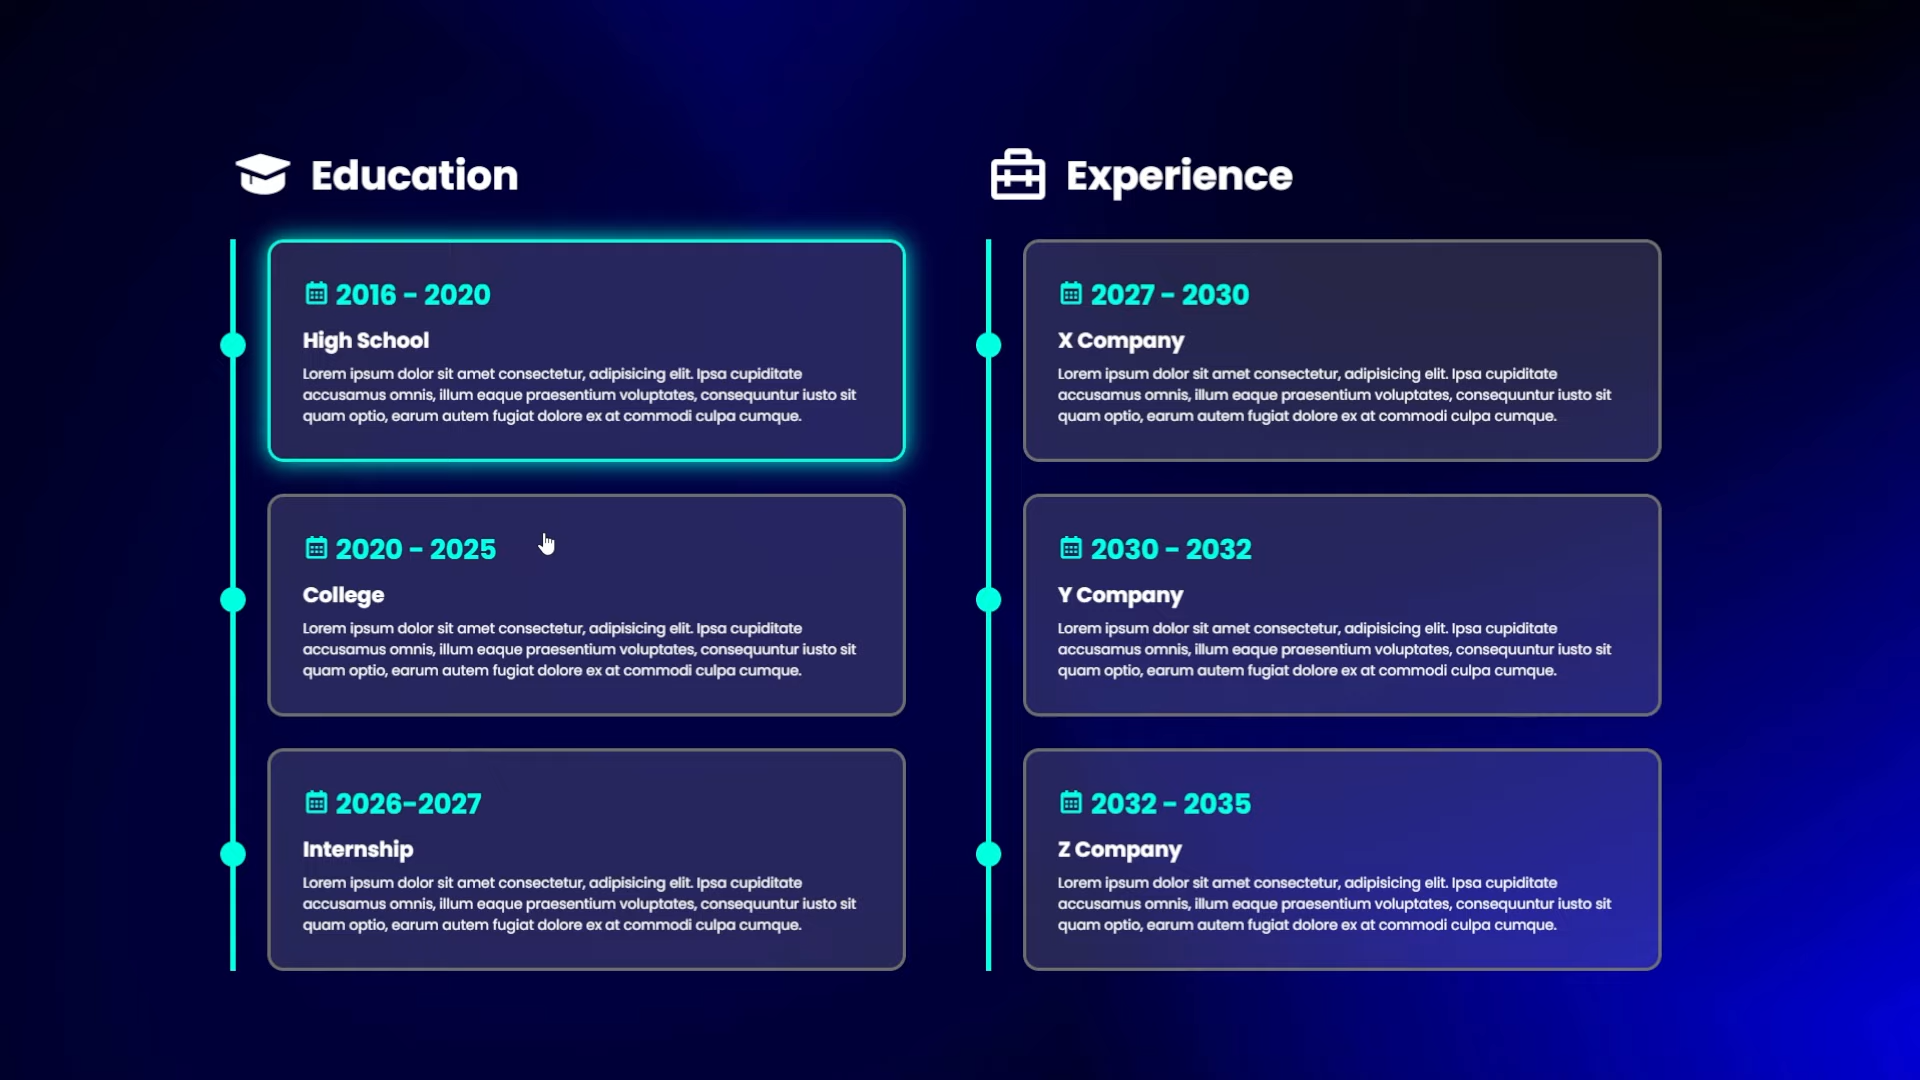 Education
2016 - 2020
High School
Lorem ipsum dolor sit amet consectetur, adipisicing elit. Ipsa cupiditate
accusamus omnis, illum eaque praesentium voluptates, consequuntur iusto sit
quam optio, earum autem fugiat dolore ex at commodi culpa cumque.
2020 - 2025
College
Lorem ipsum dolor sit amet consectetur, adipisicing elit. Ipsa cupiditate
accusamus omnis, illum eaque praesentium voluptates, consequuntur iusto sit
quam optio, earum autem fugiat dolore ex at commodi culpa cumque.
2026-2027
Internship
Lorem ipsum dolor sit amet consectetur, adipisicing elit. Ipsa cupiditate
accusamus omnis, illum eaque praesentium voluptates, consequuntur iusto sit
quam optio, earum autem fugiat dolore ex at commodi culpa cumque.
Experience
2027 - 2030
X Company
Lorem ipsum dolor sit amet consectetur, adipisicing elit. Ipsa cupiditate
accusamus omnis, illum eaque praesentium voluptates, consequuntur iusto sit
quam optio, earum autem fugiat dolore ex at commodi culpa cumque.
2030 - 2032
Y Company
Lorem ipsum dolor sit amet consectetur, adipisicing elit. Ipsa cupiditate
accusamus omnis, illum eaque praesentium voluptates, consequuntur iusto sit
quam optio, earum autem fugiat dolore ex at commodi culpa cumque.
2032 - 2035
Z Company
Lorem ipsum dolor sit amet consectetur, adipisicing elit. Ipsa cupiditate
accusamus omnis, illum eaque praesentium voluptates, consequuntur iusto sit
quam optio, earum autem fugiat dolore ex at commodi culpa cumque.